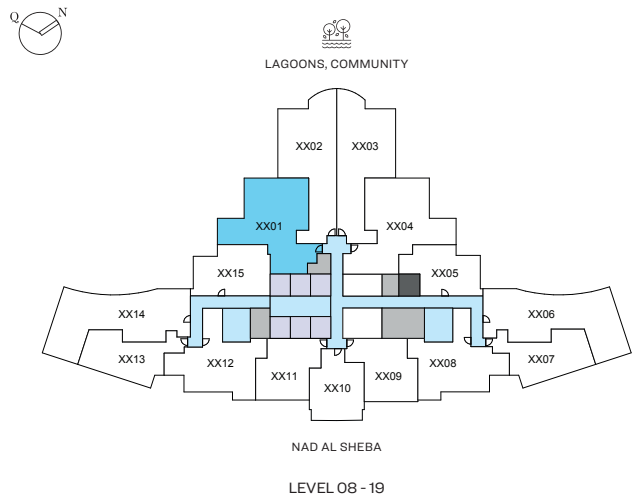 Q N
LAGOONS, COMMUNITY
XX02 XX03
XX01 XX04
XX15 XX05
XX14 XX06
XX13 XX12 XX08 XX07
XX11 XX10 XX09
NAD AL SHEBA
LEVEL 08 - 19